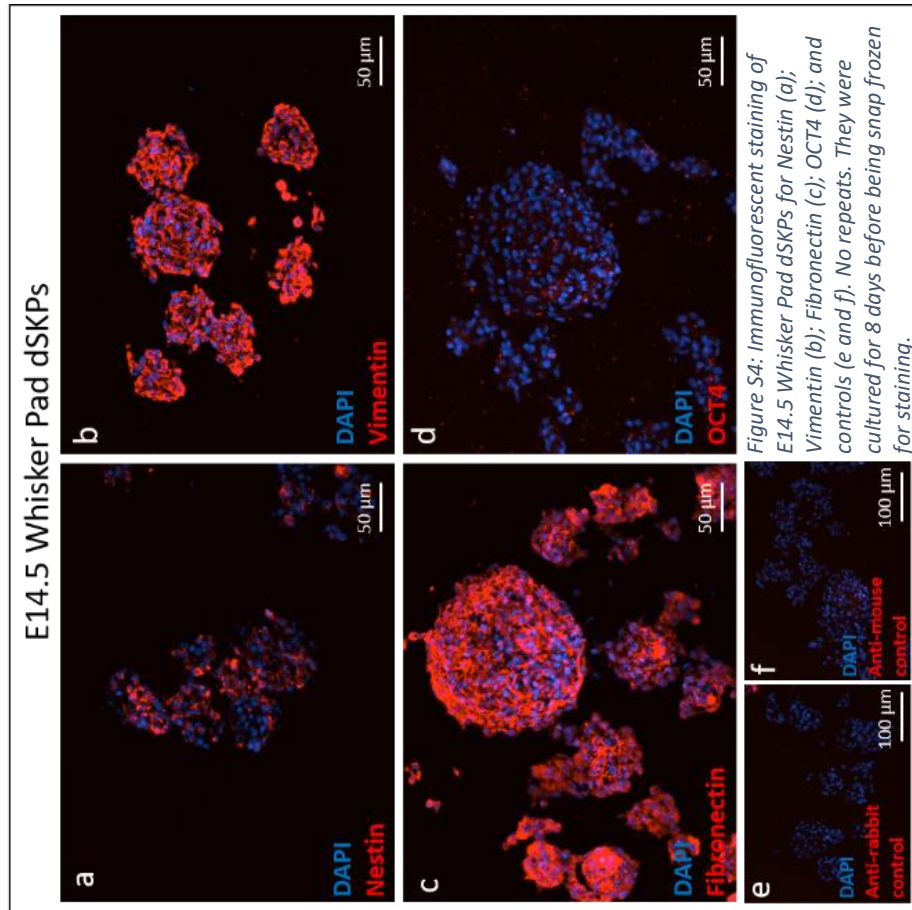 E14.5 Whisker Pad dSKPs
a
DAPI
Nestin
50 µm
b
DAPI
Vimentin
50 µm
c
DAPI
Fibronectin
50 µm
d
DAPI
OCT4
50 µm
e
DAPI
Anti-rabbit
control
100 µm
f
DAPI
Anti-mouse
control
100 µm
Figure S4: Immunofluorescent staining of
E14.5 Whisker Pad dSKPs for Nestin (a);
Vimentin (b); Fibronectin (c); OCT4 (d); and
controls (e and f). No repeats. They were
cultured for 8 days before being snap frozen
for staining.